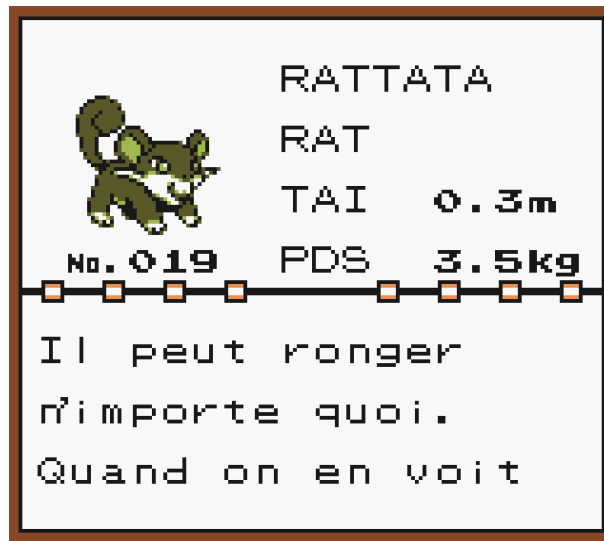 RATTATA
RAT
TAI 0.3m
No.019 PDS 3.5kg
Il peut ronger
n'importe quoi.
Quand on en voit